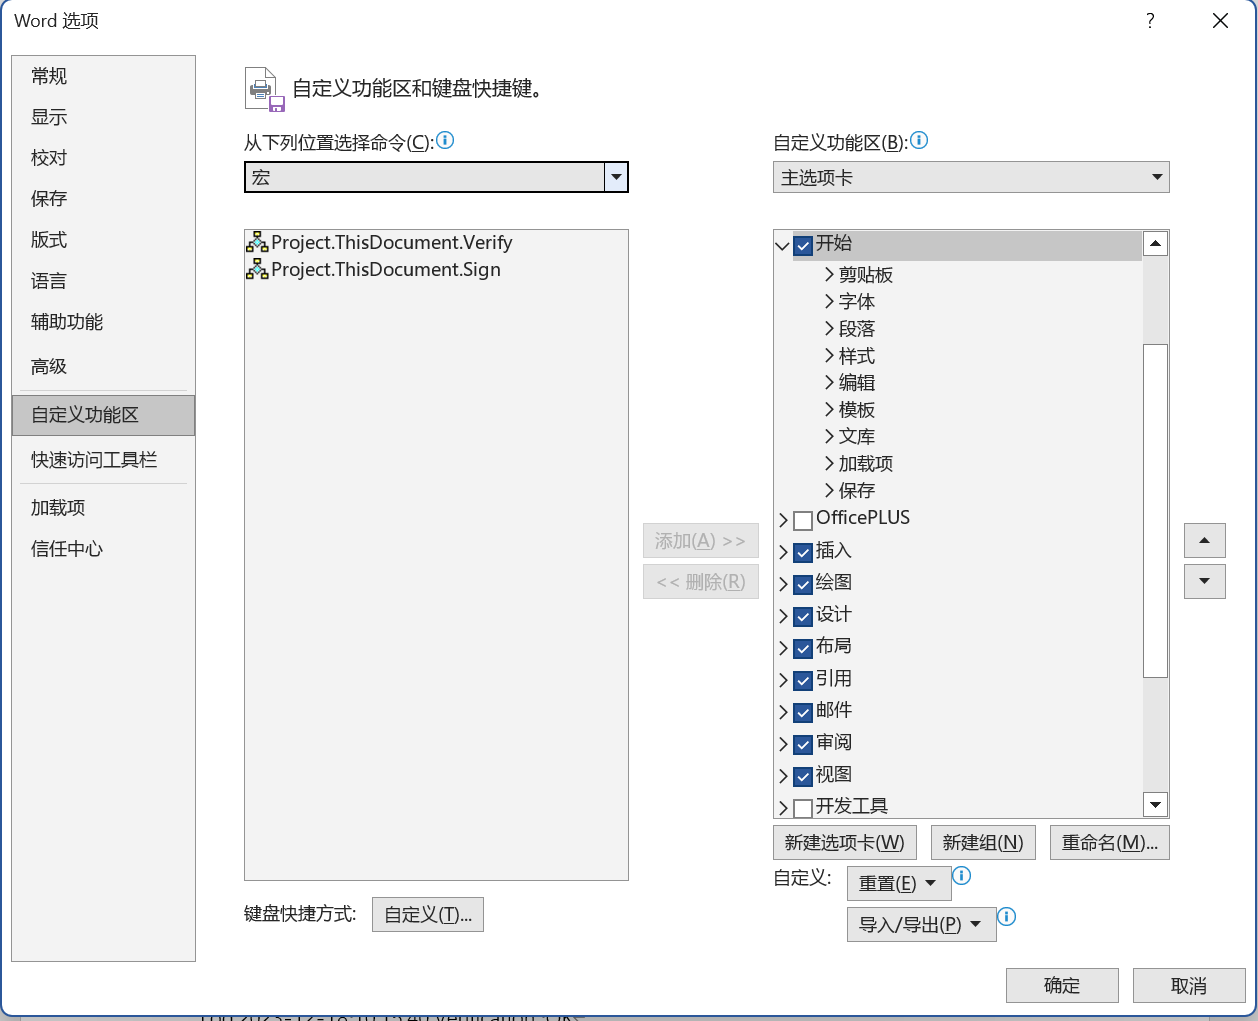 Word 选项
?
常规
显示
校对
保存
版式
语言
辅助功能
高级
自定义功能区
快速访问工具栏
加载项
信任中心
自定义功能区和键盘快捷键。
从下列位置选择命令(C):
宏
Project.ThisDocument.Verify
Project.ThisDocument.Sign
键盘快捷方式: 自定义(T)...
添加(A) >>
<< 删除(R)
自定义功能区(B):
主选项卡
开始
剪贴板
字体
段落
样式
编辑
模板
文库
加载项
保存
OfficePLUS
插入
绘图
设计
布局
引用
邮件
审阅
视图
开发工具
新建选项卡(W) 新建组(N) 重命名(M)...
自定义: 重置(E)
导入/导出(P)
确定 取消